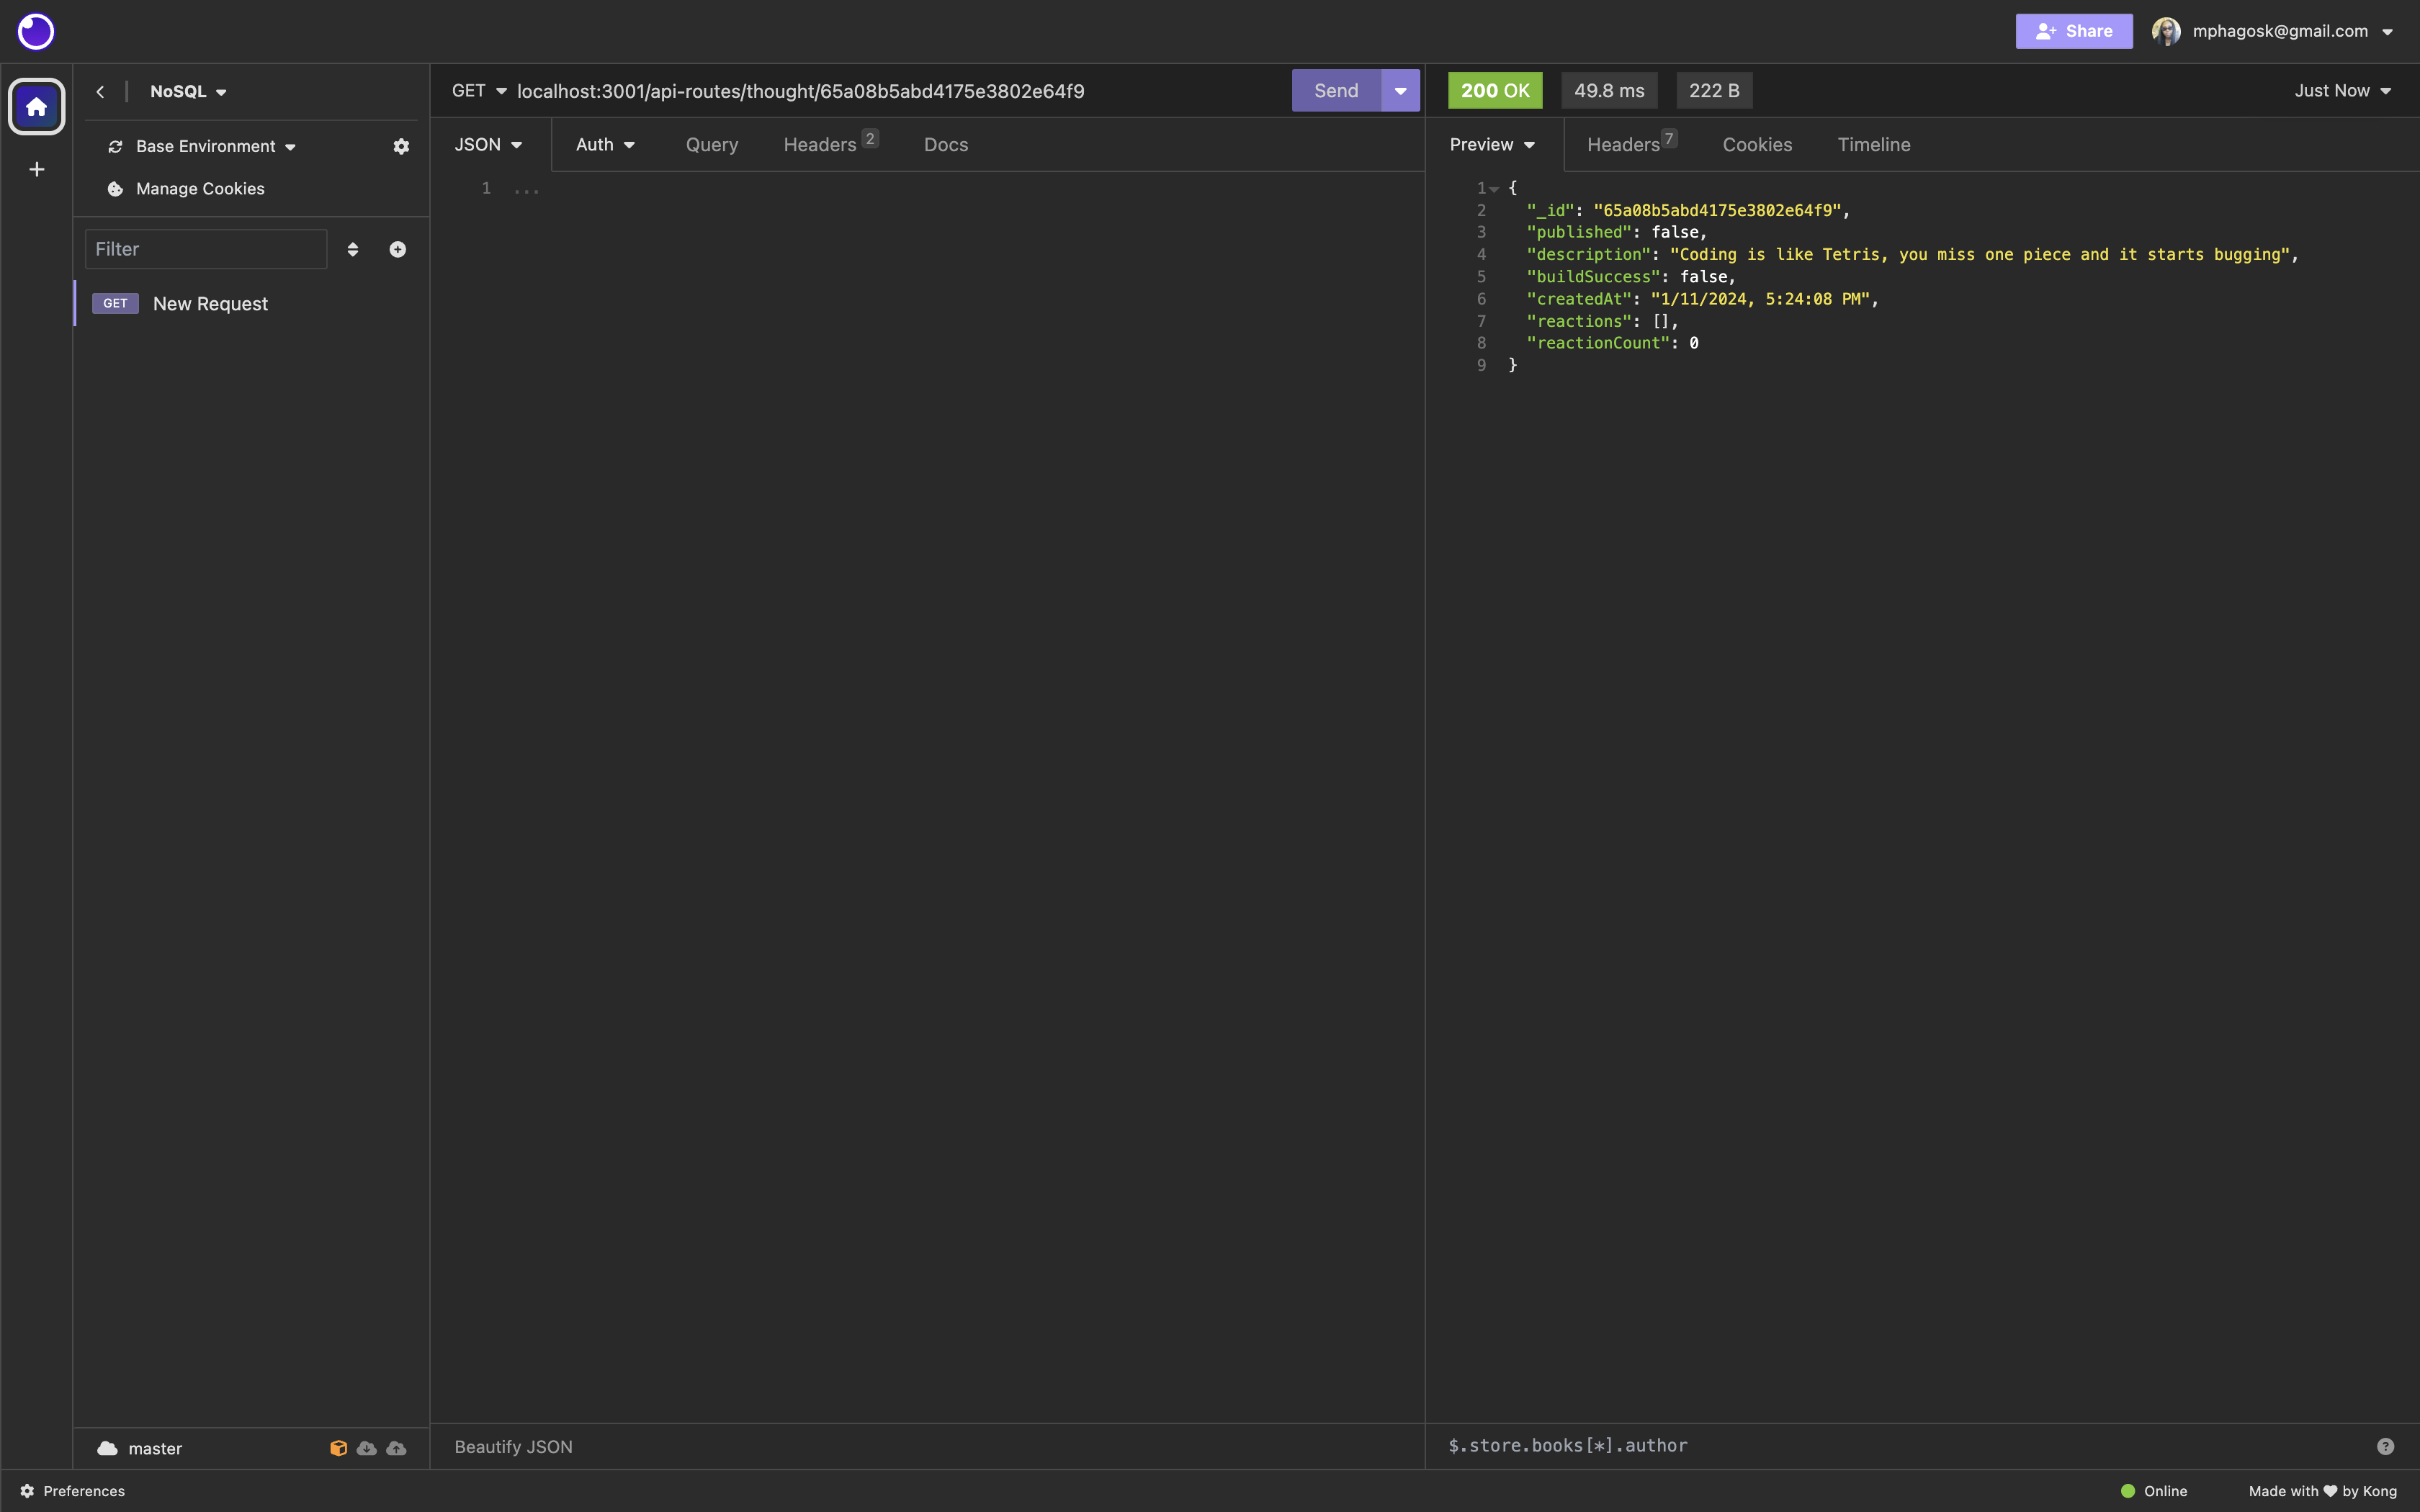 Share
mphagosk@gmail.com
NoSQL
GET localhost:3001/api-routes/thought/65a08b5abd4175e3802e64f9
Send
200 OK 49.8 ms 222 B
Just Now
Base Environment
Manage Cookies
Filter
GET New Request
JSON Auth Query Headers 2 Docs
1 ...
Preview Headers 7 Cookies Timeline
1 {
2 "_id": "65a08b5abd4175e3802e64f9",
3 "published": false,
4 "description": "Coding is like Tetris, you miss one piece and it starts bugging",
5 "buildSuccess": false,
6 "createdAt": "1/11/2024, 5:24:08 PM",
7 "reactions": [],
8 "reactionCount": 0
9 }
master
Beautify JSON
$.store.books[*].author
?
Preferences
Online
Made with ♥ by Kong